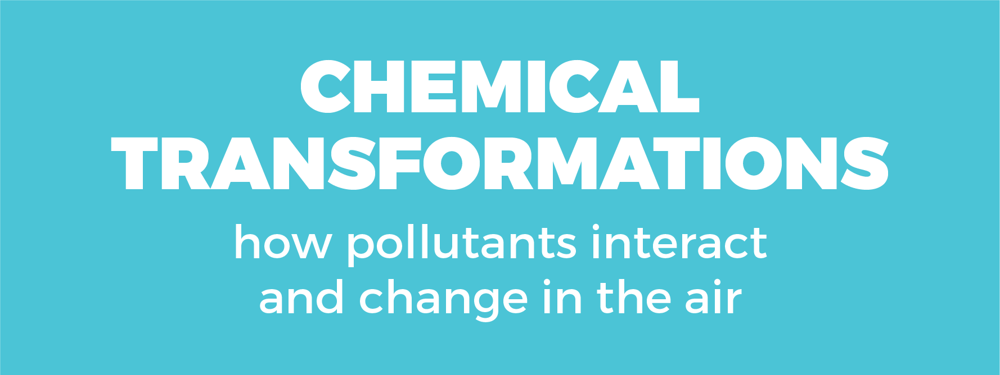 CHEMICAL
TRANSFORMATIONS
how pollutants interact
and change in the air